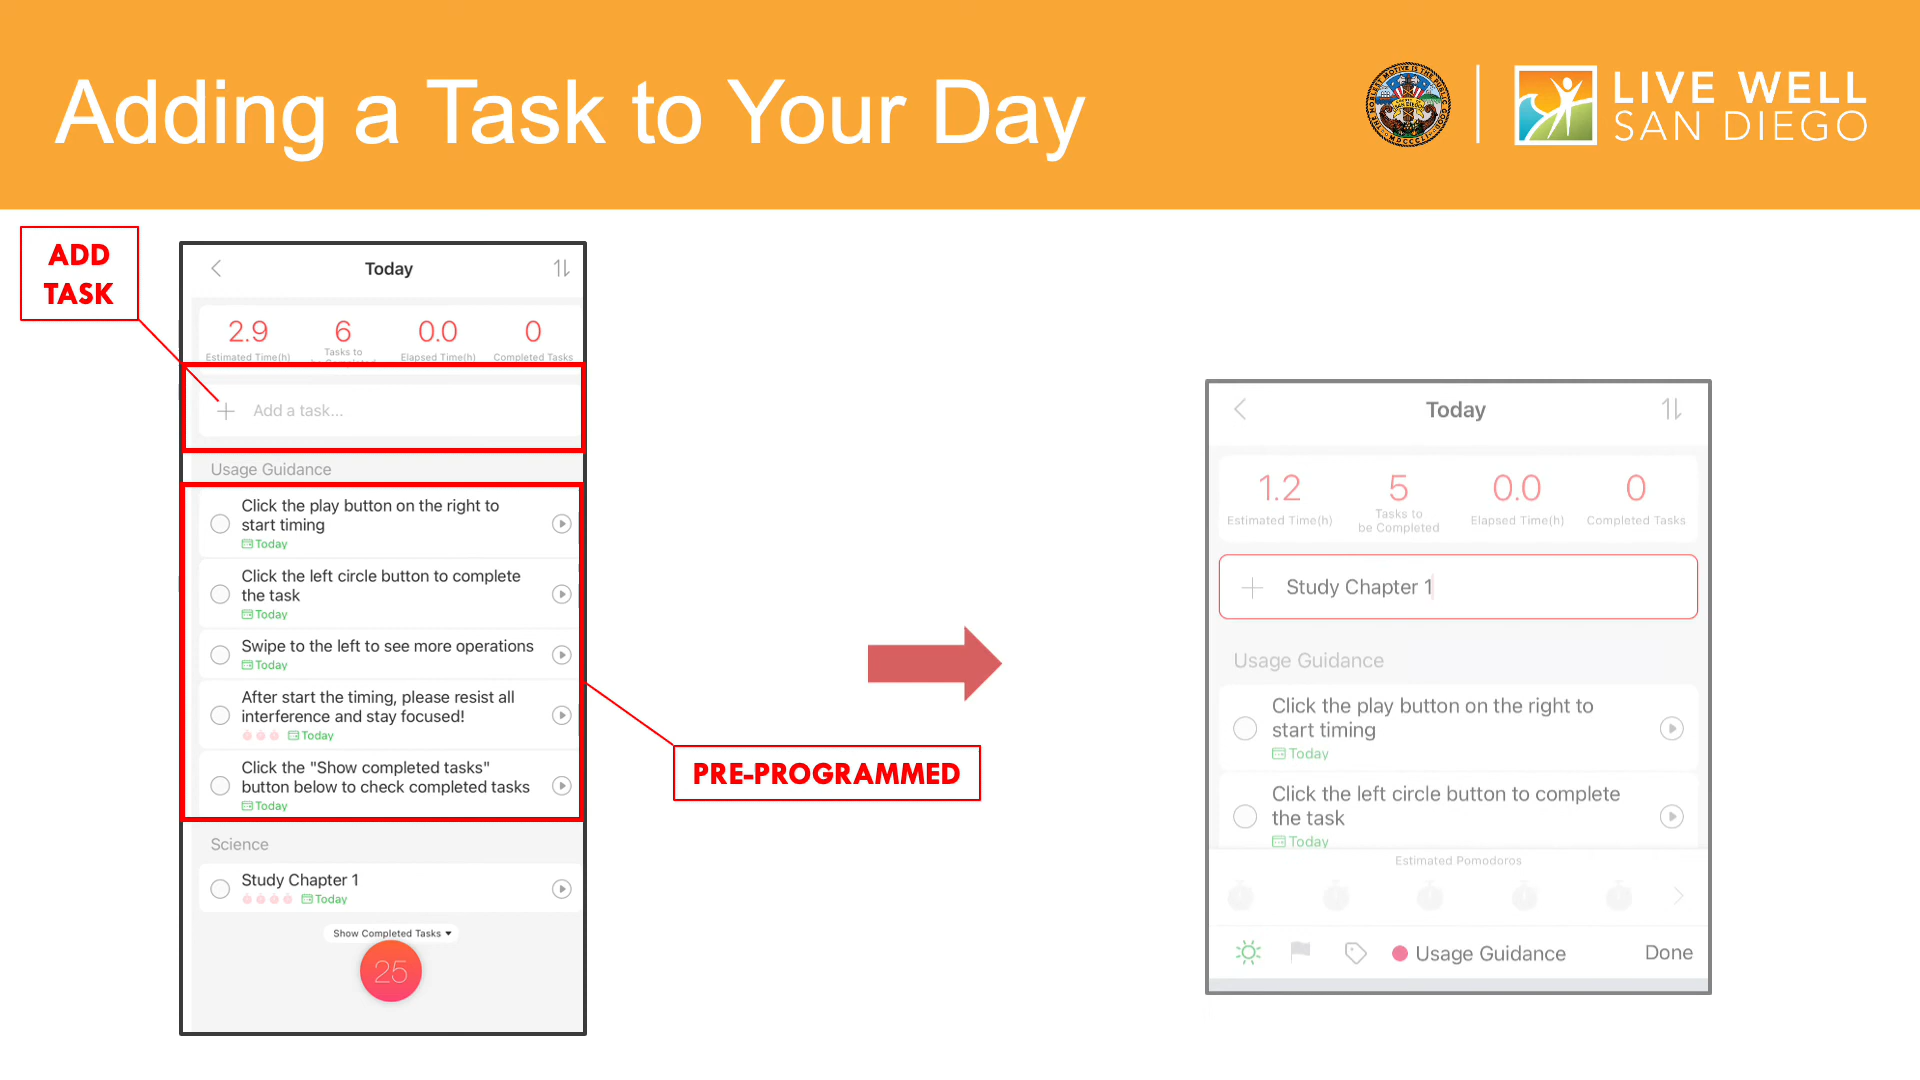 Adding a Task to Your Day
LIVE WELL
SAN DIEGO
ADD
TASK
Today
2.9
6
0.0
0
Estimated Time(h)
Tasks to
be Completed
Elapsed Time(h)
Completed Tasks
Add a task...
Usage Guidance
Click the play button on the right to
start timing
Today
Click the left circle button to complete
the task
Today
Swipe to the left to see more operations
Today
After start the timing, please resist all
interference and stay focused!
Today
Click the "Show completed tasks"
button below to check completed tasks
Today
Science
Study Chapter 1
Today
Show Completed Tasks
25
PRE-PROGRAMMED
Today
1.2
5
0.0
0
Estimated Time(h)
Tasks to
be Completed
Elapsed Time(h)
Completed Tasks
Study Chapter 1
Usage Guidance
Click the play button on the right to
start timing
Today
Click the left circle button to complete
the task
Today
Estimated Pomodoros
Usage Guidance
Done